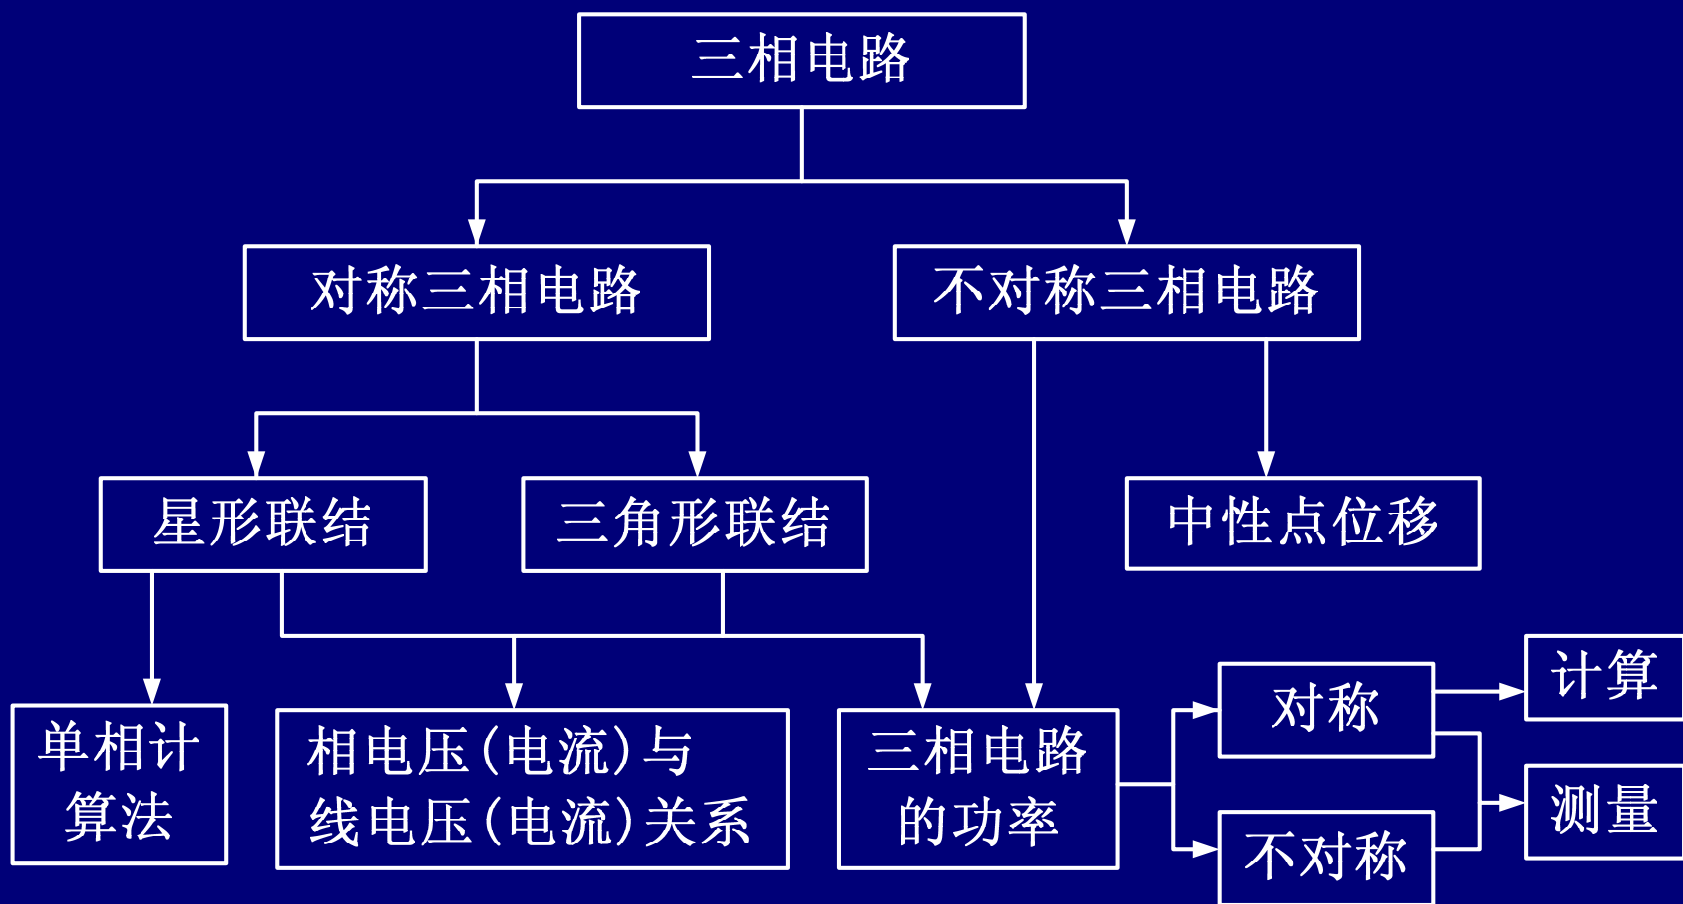 三相电路
对称三相电路
不对称三相电路
星形联结
三角形联结
中性点位移
单相计
算法
相电压(电流)与
线电压(电流)关系
三相电路
的功率
对称
不对称
计算
测量